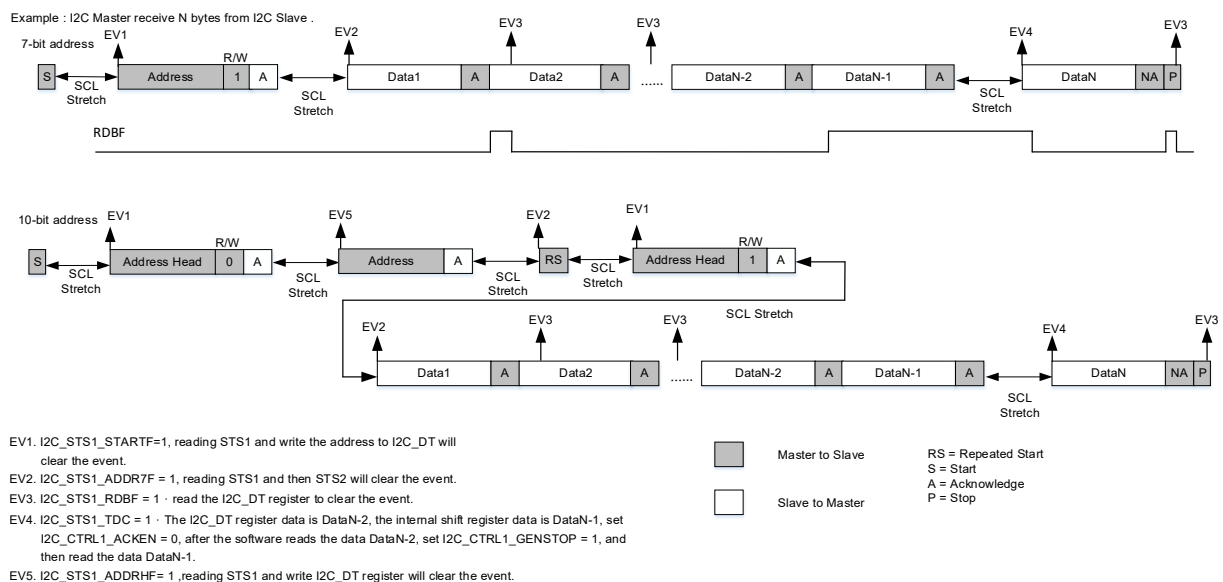 Example : I2C Master receive N bytes from I2C Slave .
7-bit address
EV1
EV2
EV3
EV3
EV4
EV3
R/W
S
SCL
Stretch
Address
1
A
SCL
Stretch
Data1
A
Data2
A
......
DataN-2
A
DataN-1
A
SCL
Stretch
DataN
NA
P
RDBF
10-bit address
EV1
EV5
EV2
EV1
R/W
R/W
S
SCL
Stretch
Address Head
0
A
SCL
Stretch
Address
A
SCL
Stretch
RS
SCL
Stretch
Address Head
1
A
SCL Stretch
EV2
EV3
EV3
EV4
EV3
Data1
A
Data2
A
......
DataN-2
A
DataN-1
A
SCL
Stretch
DataN
NA
P
EV1. I2C_STS1_STARTF=1, reading STS1 and write the address to I2C_DT will
clear the event.
EV2. I2C_STS1_ADDR7F = 1, reading STS1 and then STS2 will clear the event.
EV3. I2C_STS1_RDBF = 1 · read the I2C_DT register to clear the event.
EV4. I2C_STS1_TDC = 1 · The I2C_DT register data is DataN-2, the internal shift register data is DataN-1, set
I2C_CTRL1_ACKEN = 0, after the software reads the data DataN-2, set I2C_CTRL1_GENSTOP = 1, and
then read the data DataN-1.
EV5. I2C_STS1_ADDRHF= 1 ,reading STS1 and write I2C_DT register will clear the event.
Master to Slave
Slave to Master
RS = Repeated Start
S = Start
A = Acknowledge
P = Stop